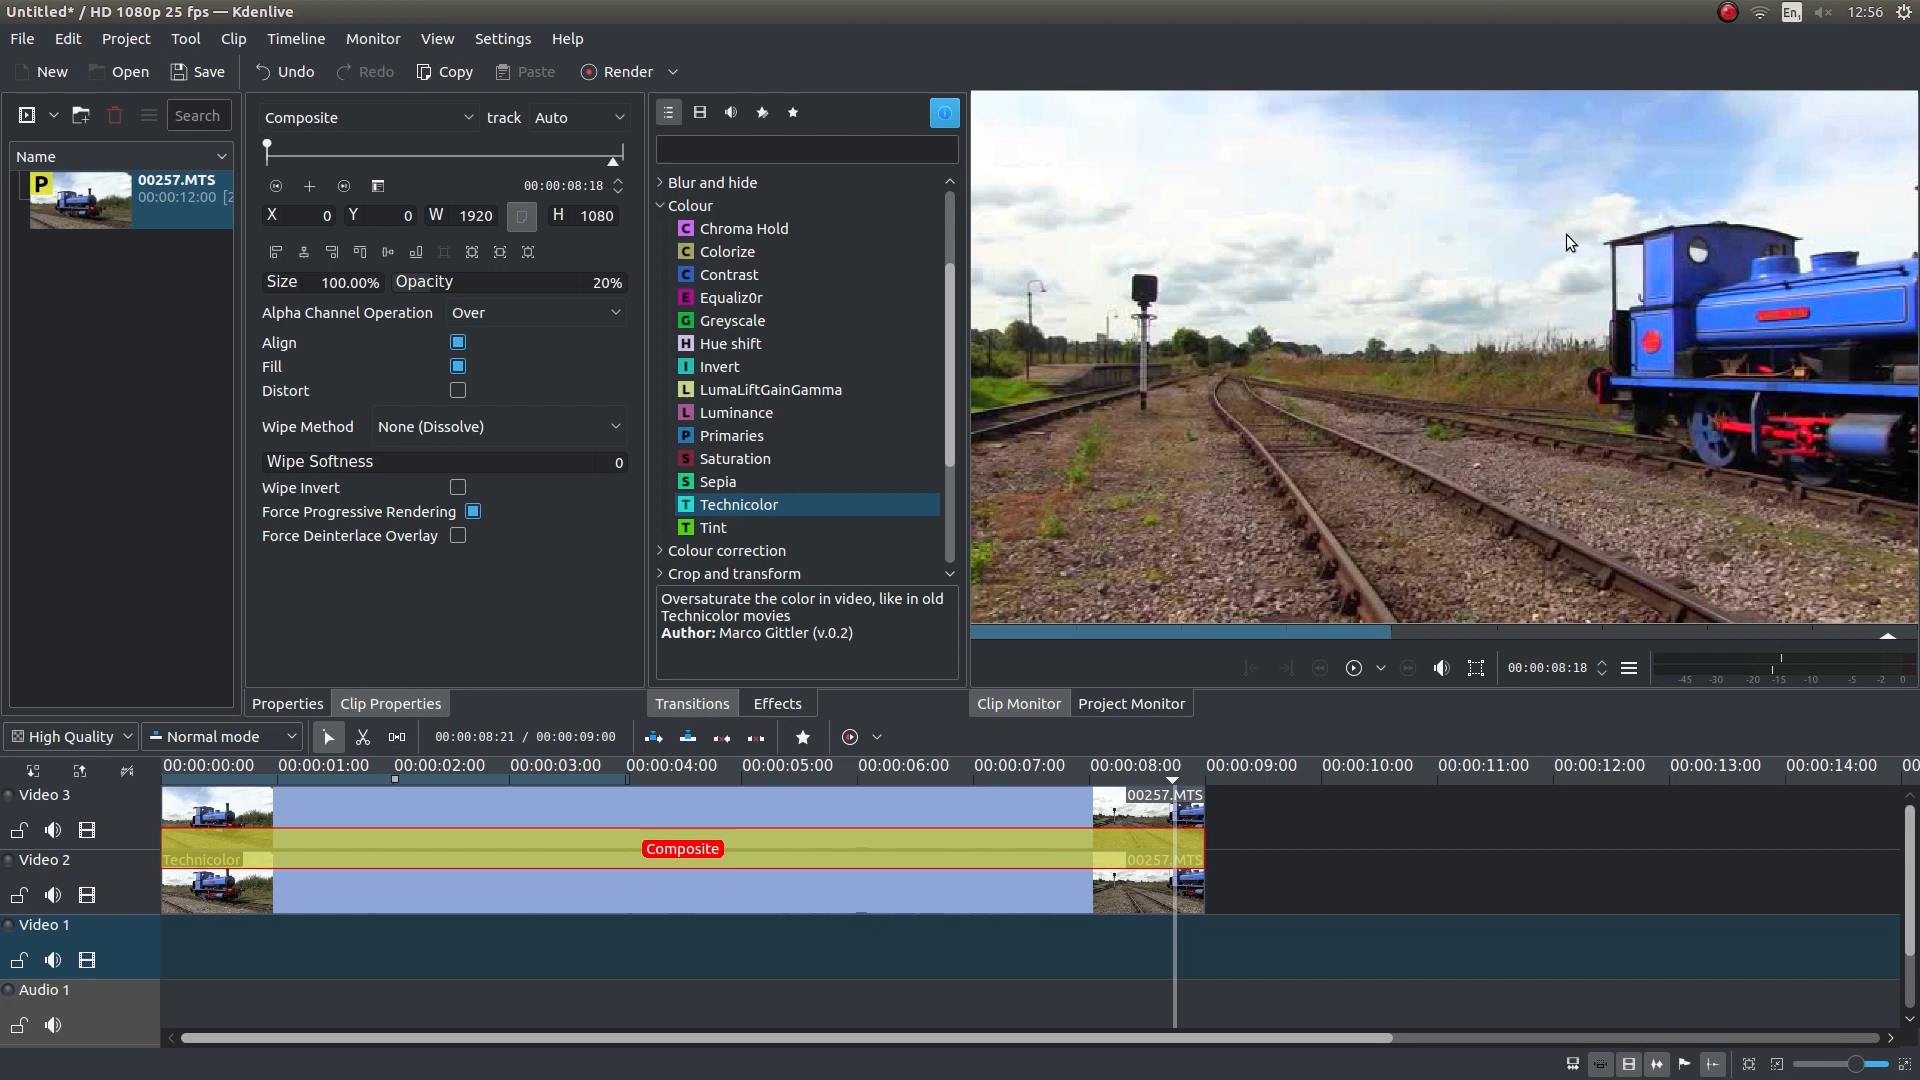 Untitled* / HD 1080p 25 fps — Kdenlive
En1
12:56
File Edit Project Tool Clip Timeline Monitor View Settings Help
New Open Save Undo Redo Copy Paste Render
Search
Name
P
00257.MTS
00:00:12:00 [2
Composite track Auto
00:00:08:18
X 0 Y 0 W 1920 H 1080
Size 100.00% Opacity 20%
Alpha Channel Operation Over
Align
Fill
Distort
Wipe Method None (Dissolve)
Wipe Softness 0
Wipe Invert
Force Progressive Rendering
Force Deinterlace Overlay
Blur and hide
Colour
C Chroma Hold
C Colorize
C Contrast
E Equaliz0r
G Greyscale
H Hue shift
I Invert
L LumaLiftGainGamma
L Luminance
P Primaries
S Saturation
S Sepia
T Technicolor
T Tint
Colour correction
Crop and transform
Oversaturate the color in video, like in old
Technicolor movies
Author: Marco Gittler (v.0.2)
00:00:08:18
-45 -30 -20 -15 -10 -5 -2 0
Properties Clip Properties
Transitions Effects
Clip Monitor Project Monitor
High Quality Normal mode 00:00:08:21 / 00:00:09:00
00:00:00:00 00:00:01:00 00:00:02:00 00:00:03:00 00:00:04:00 00:00:05:00 00:00:06:00 00:00:07:00 00:00:08:00 00:00:09:00 00:00:10:00 00:00:11:00 00:00:12:00 00:00:13:00 00:00:14:00 00
Video 3
00257.MTS
Composite
Video 2
Technicolor
00257.MTS
Video 1
Audio 1